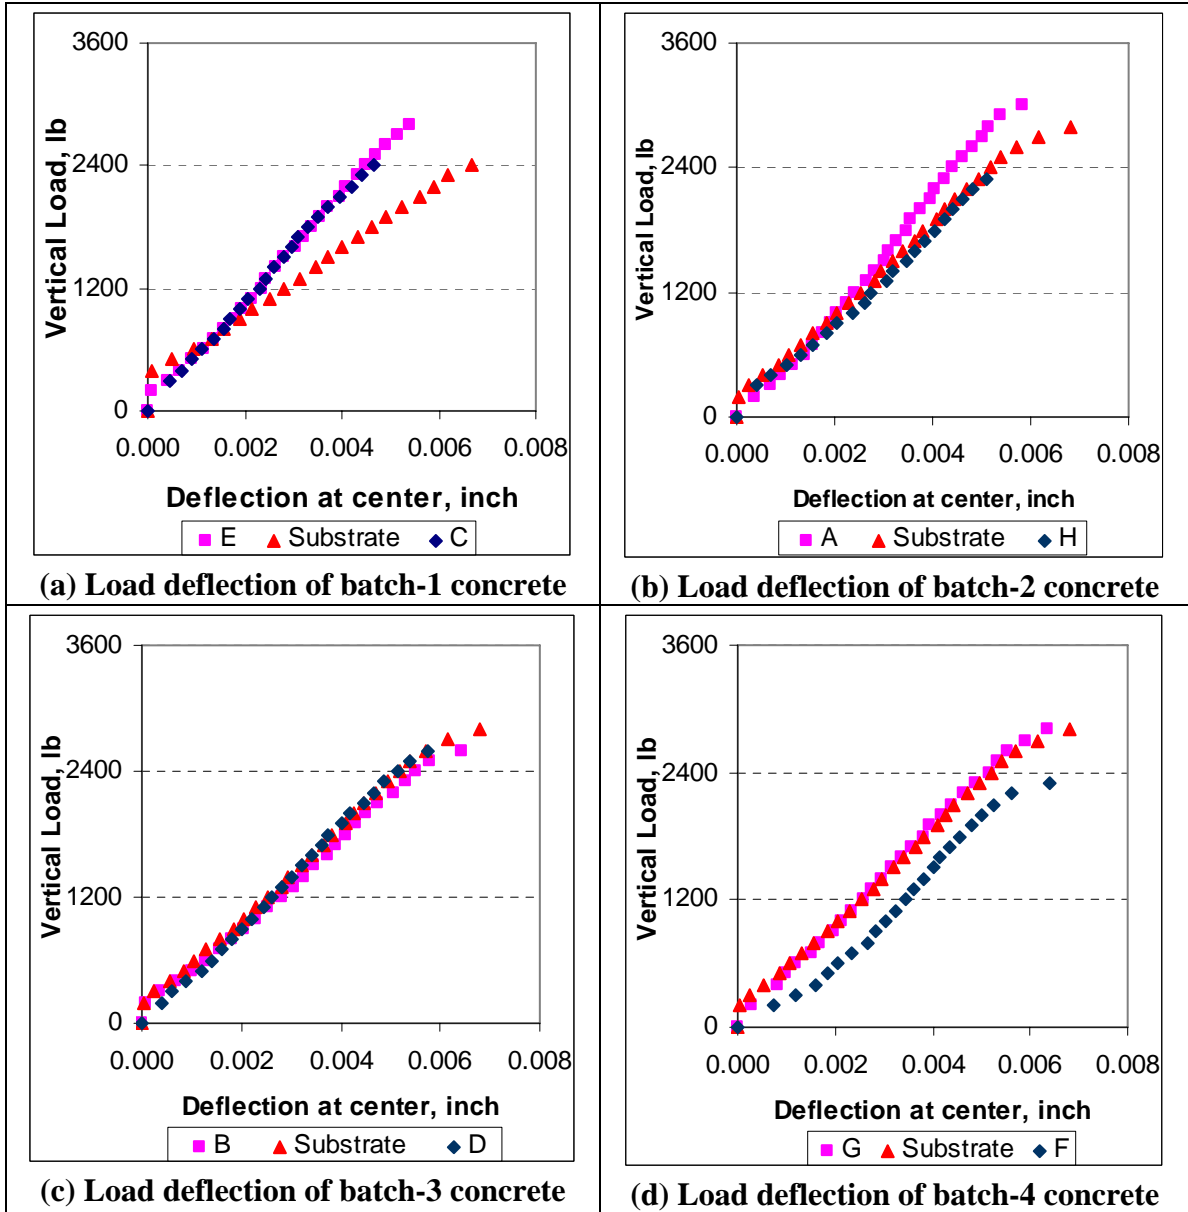 Vertical Load, lb
3600
2400
1200
0
0.000 0.002 0.004 0.006 0.008
Deflection at center, inch
E Substrate C
(a) Load deflection of batch-1 concrete
Vertical Load, lb
3600
2400
1200
0
0.000 0.002 0.004 0.006 0.008
Deflection at center, inch
A Substrate H
(b) Load deflection of batch-2 concrete
Vertical Load, lb
3600
2400
1200
0
0.000 0.002 0.004 0.006 0.008
Deflection at center, inch
B Substrate D
(c) Load deflection of batch-3 concrete
Vertical Load, lb
3600
2400
1200
0
0.000 0.002 0.004 0.006 0.008
Deflection at center, inch
G Substrate F
(d) Load deflection of batch-4 concrete